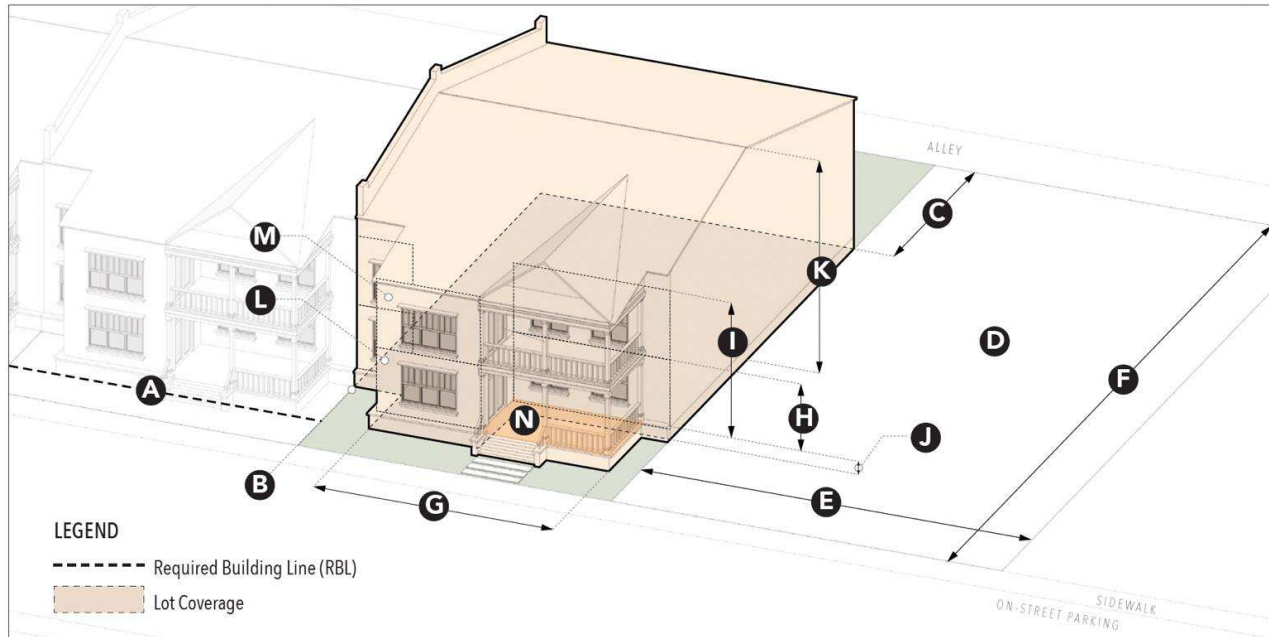 ALLEY
C
M
K
L
I
D
F
A
H
N
J
B
G
E
LEGEND
Required Building Line (RBL)
Lot Coverage
SIDEWALK
ON-STREET PARKING